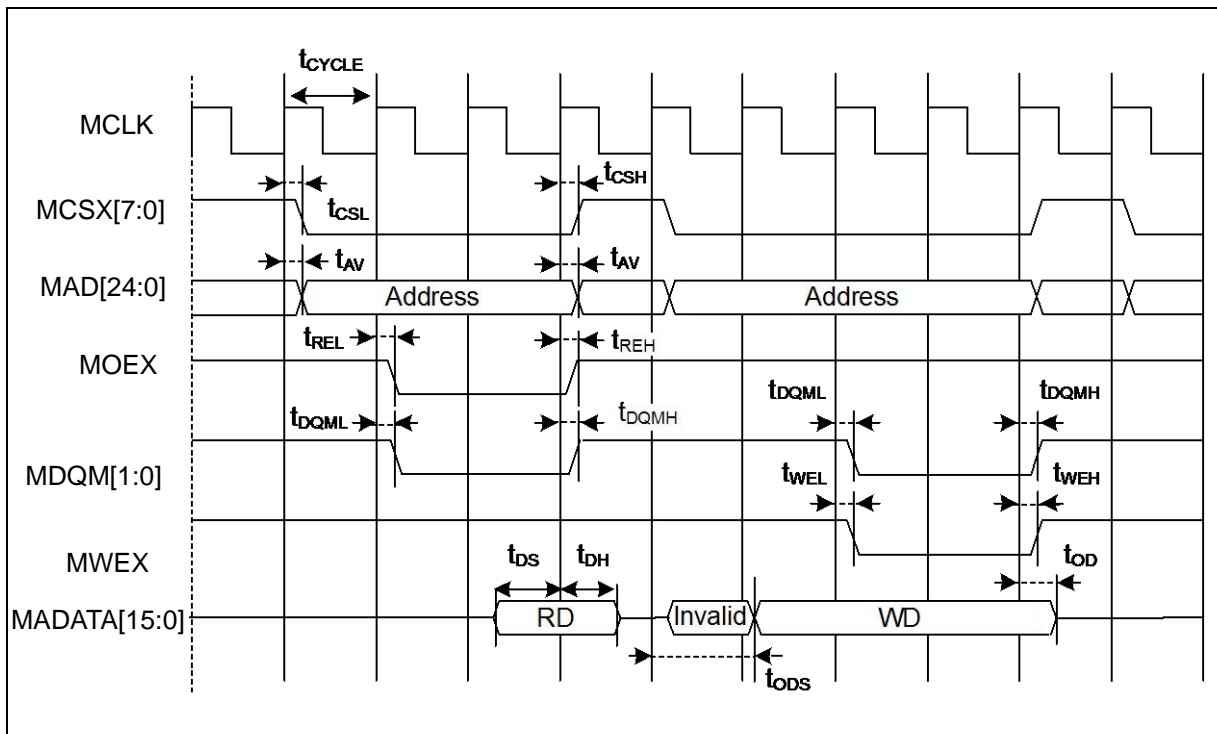 tCYCLE
MCLK
tCSH
MCSX[7:0]
tCSL
tAV
tAV
MAD[24:0]
Address
Address
tREL
tREH
MOEX
tDQML
tDQMH
tDQML
tDQMH
MDQM[1:0]
tWEL
tWEH
MWEX
tDS
tDH
tOD
MADATA[15:0]
RD
Invalid
WD
tODS